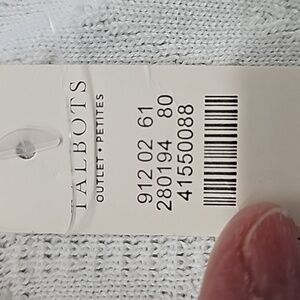 TALBOTS
OUTLET • PETITES
912 02 61
280194 80
41550088